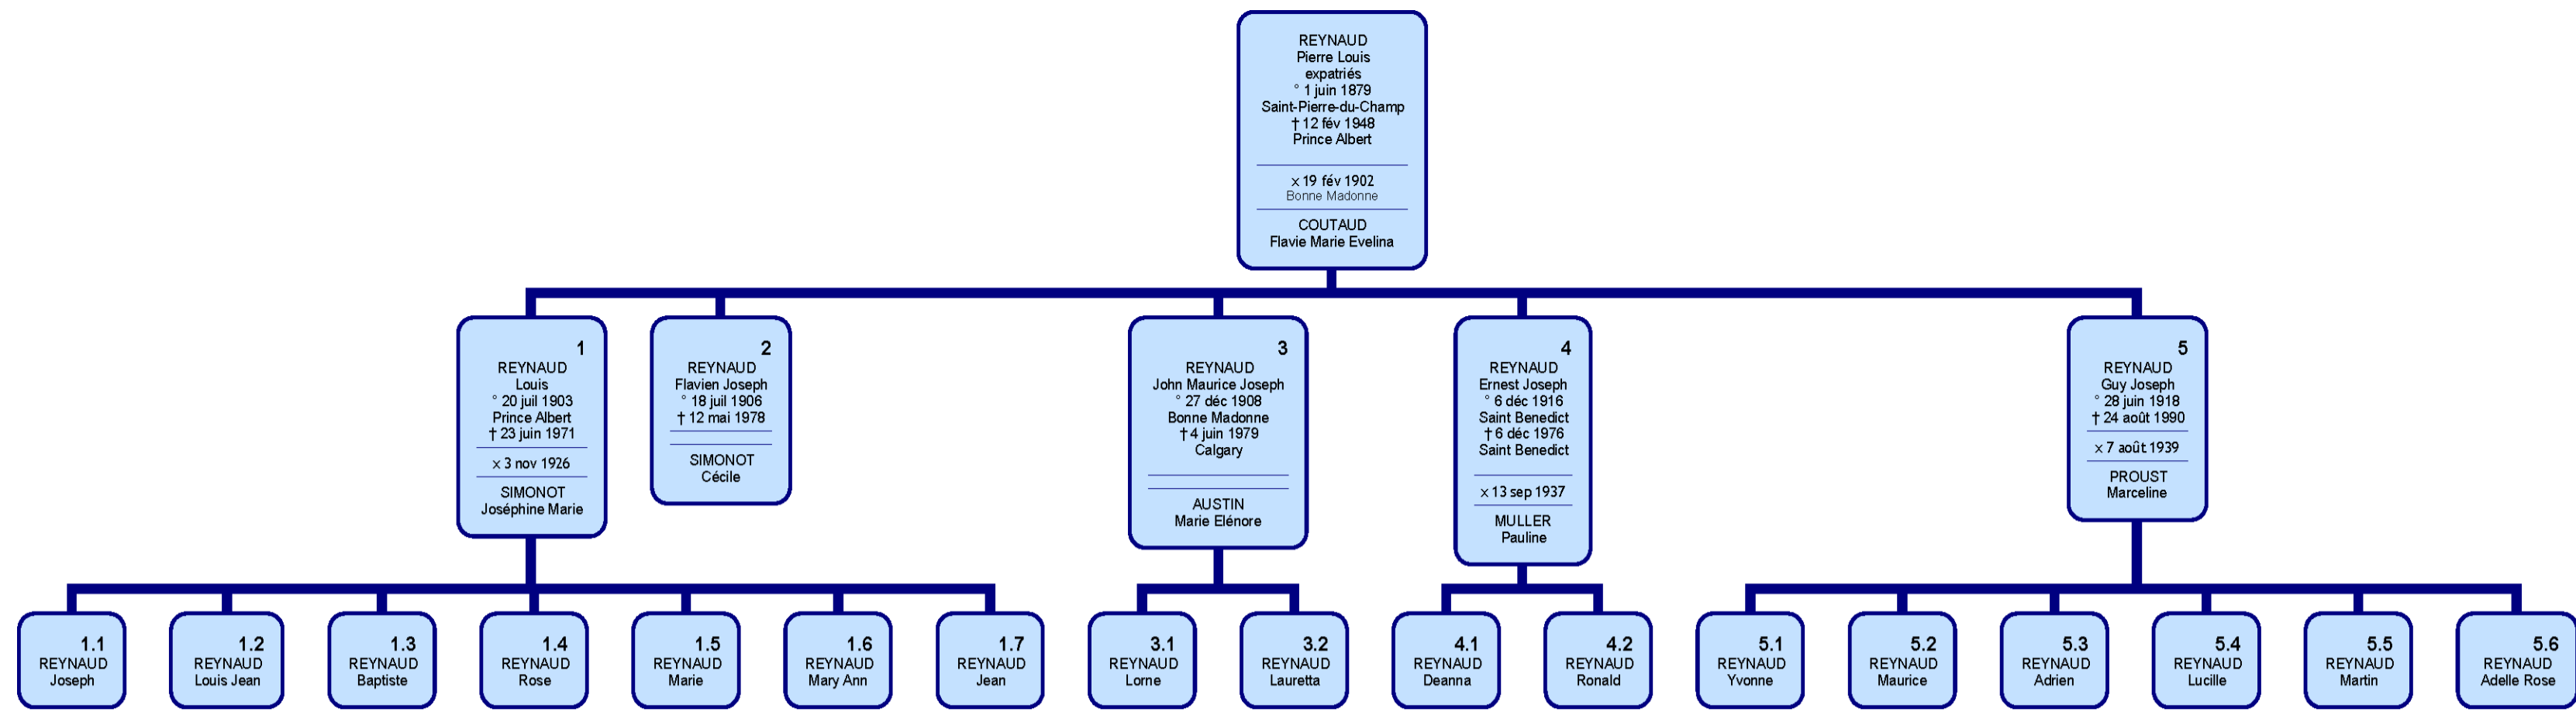 REYNAUD
Pierre Louis
expatriés
° 1 juin 1879
Saint-Pierre-du-Champ
† 12 fév 1948
Prince Albert
x 19 fév 1902
Bonne Madonne
COUTAUD
Flavie Marie Evelina
1
REYNAUD
Louis
° 20 juil 1903
Prince Albert
† 23 juin 1971
x 3 nov 1926
SIMONOT
Joséphine Marie
2
REYNAUD
Flavien Joseph
° 18 juil 1906
† 12 mai 1978
SIMONOT
Cécile
3
REYNAUD
John Maurice Joseph
° 27 déc 1908
Bonne Madonne
† 4 juin 1979
Calgary
AUSTIN
Marie Elénore
4
REYNAUD
Ernest Joseph
° 6 déc 1916
Saint Benedict
† 6 déc 1976
Saint Benedict
x 13 sep 1937
MULLER
Pauline
5
REYNAUD
Guy Joseph
° 28 juin 1918
† 24 août 1990
x 7 août 1939
PROUST
Marceline
1.1
REYNAUD
Joseph
1.2
REYNAUD
Louis Jean
1.3
REYNAUD
Baptiste
1.4
REYNAUD
Rose
1.5
REYNAUD
Marie
1.6
REYNAUD
Mary Ann
1.7
REYNAUD
Jean
3.1
REYNAUD
Lorne
3.2
REYNAUD
Lauretta
4.1
REYNAUD
Deanna
4.2
REYNAUD
Ronald
5.1
REYNAUD
Yvonne
5.2
REYNAUD
Maurice
5.3
REYNAUD
Adrien
5.4
REYNAUD
Lucille
5.5
REYNAUD
Martin
5.6
REYNAUD
Adelle Rose